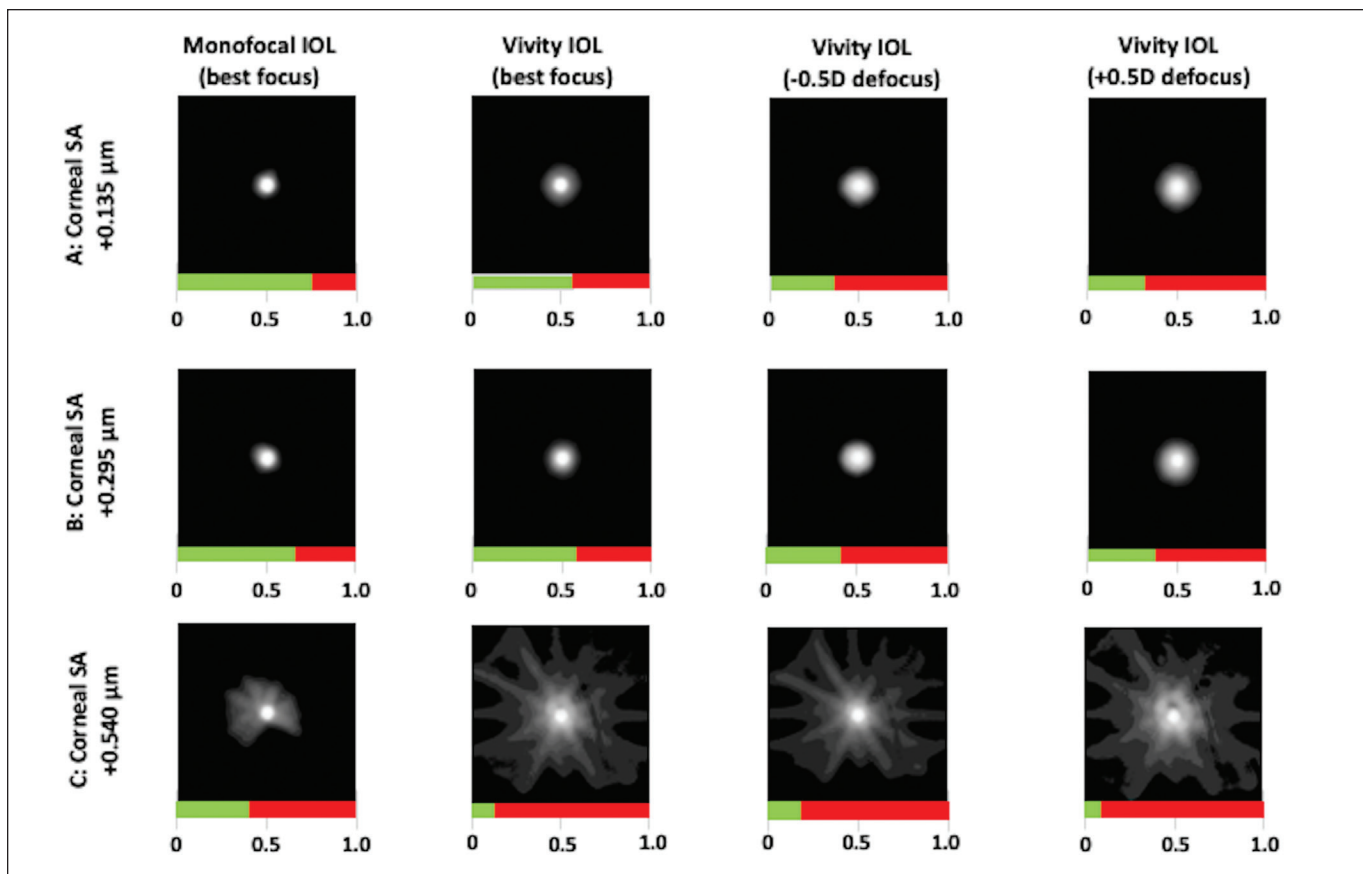 Monofocal IOL
(best focus)
Vivity IOL
(best focus)
Vivity IOL
(-0.5D defocus)
Vivity IOL
(+0.5D defocus)
A: Corneal SA
+0.135 µm
0 0.5 1.0
0 0.5 1.0
0 0.5 1.0
0 0.5 1.0
B: Corneal SA
+0.295 µm
0 0.5 1.0
0 0.5 1.0
0 0.5 1.0
0 0.5 1.0
C: Corneal SA
+0.540 µm
0 0.5 1.0
0 0.5 1.0
0 0.5 1.0
0 0.5 1.0